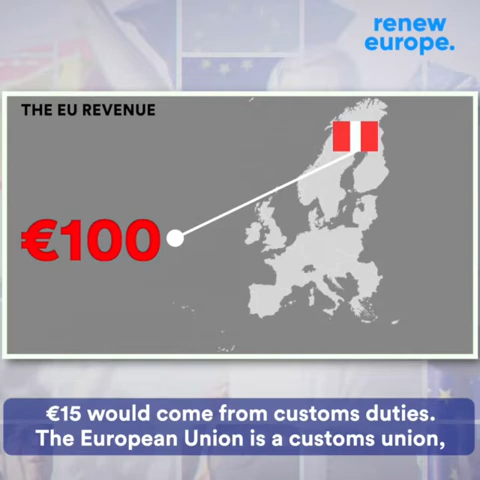 renew
europe.
THE EU REVENUE
€100
€15 would come from customs duties.
The European Union is a customs union,